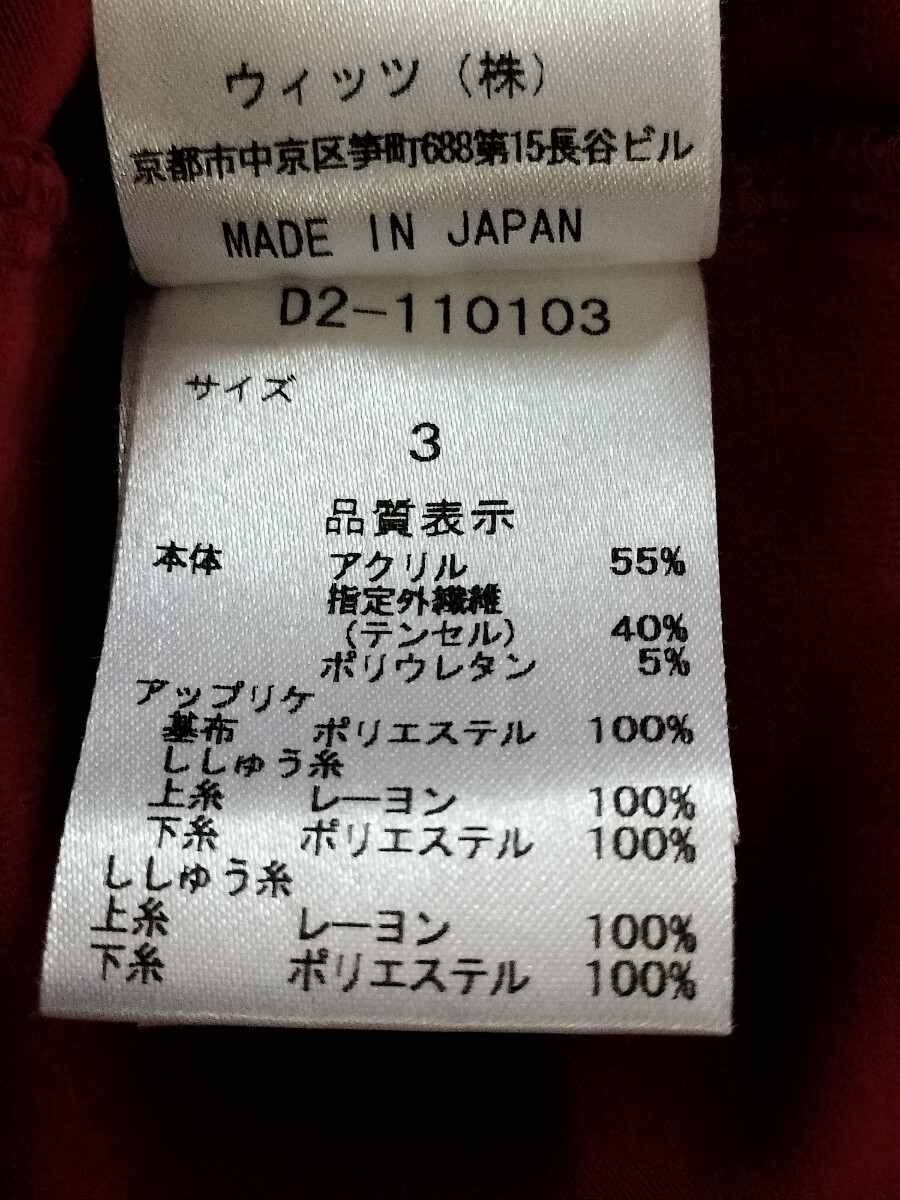 ウィッツ（株）
京都市中京区笋町688第15長谷ビル
MADE IN JAPAN
D2-110103
サイズ
3
品質表示
本体 アクリル 55%
指定外繊維
（テンセル） 40%
ポリウレタン 5%
アップリケ
基布 ポリエステル 100%
ししゅう糸
上糸 レーヨン 100%
下糸 ポリエステル 100%
ししゅう糸
上糸 レーヨン 100%
下糸 ポリエステル 100%